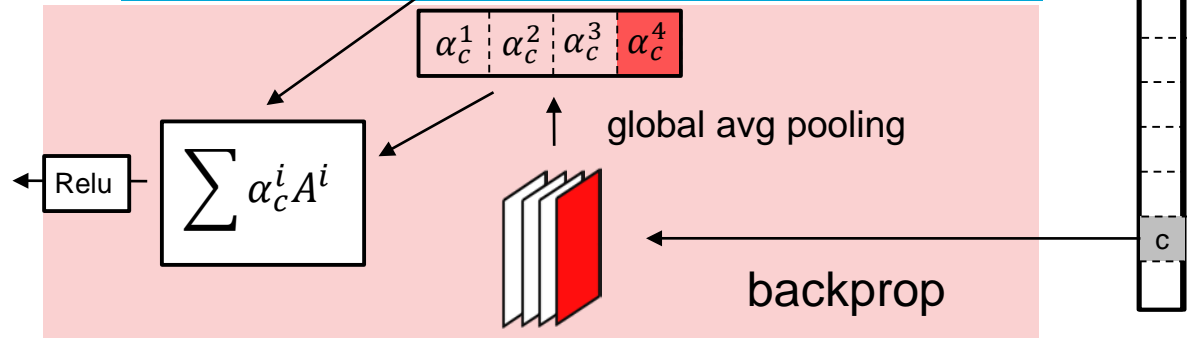 α_c^1 α_c^2 α_c^3 α_c^4
global avg pooling
Relu
∑ α_c^i A^i
c
backprop